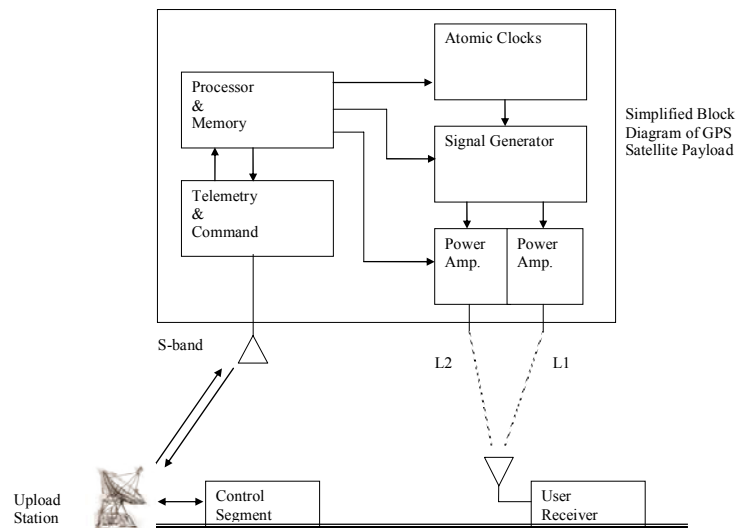 Atomic Clocks
Processor
&
Memory
Simplified Block
Diagram of GPS
Satellite Payload
Signal Generator
Telemetry
&
Command
Power
Amp.
Power
Amp.
S-band
L2
L1
Upload
Station
Control
Segment
User
Receiver